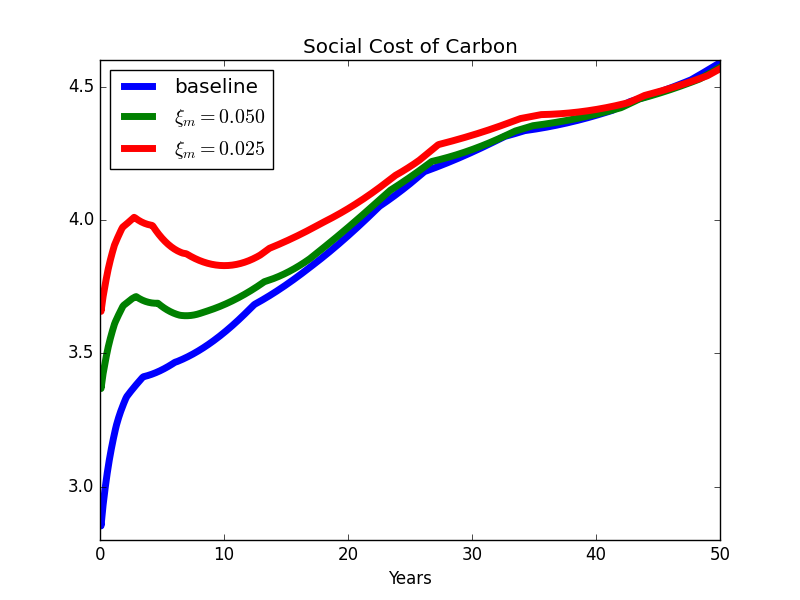 Social Cost of Carbon
baseline
ξₘ = 0.050
ξₘ = 0.025
4.5
4.0
3.5
3.0
0 10 20 30 40 50
Years